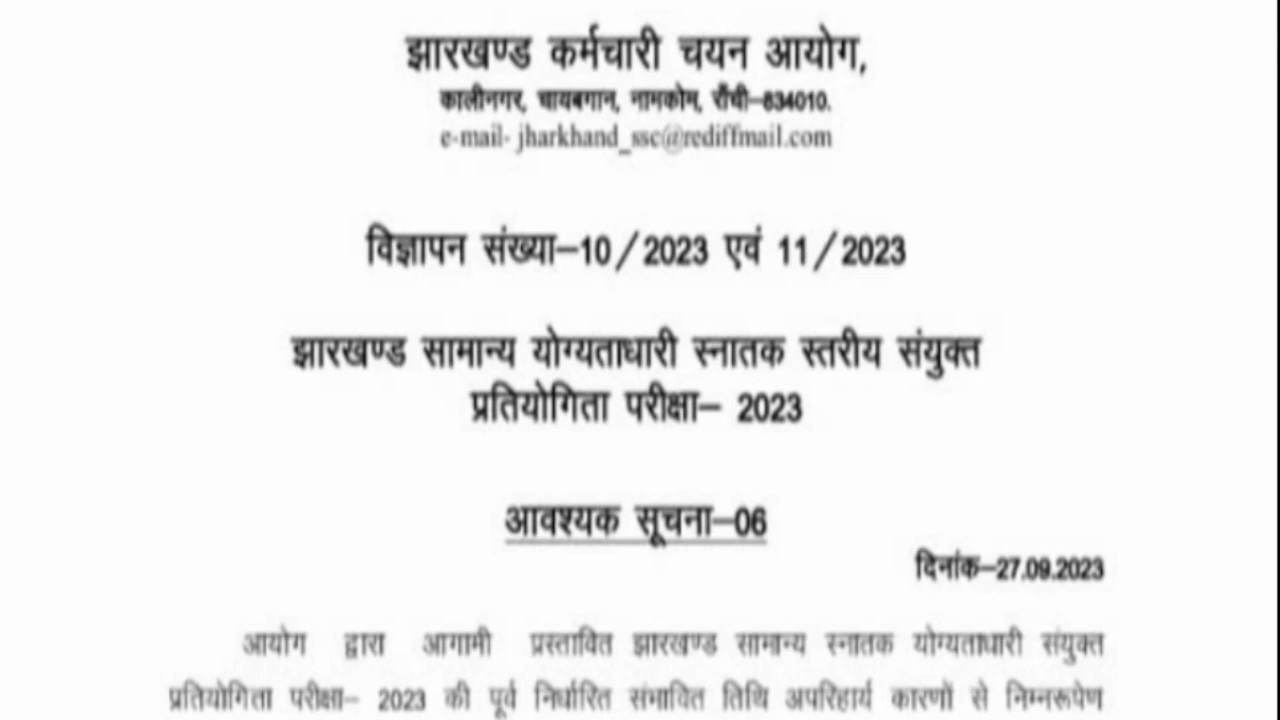 झारखण्ड कर्मचारी चयन आयोग,
कालीनगर, चायबगान, नामकोम, राँची–834010.
e-mail- jharkhand_ssc@rediffmail.com
विज्ञापन संख्या–10/2023 एवं 11/2023
झारखण्ड सामान्य योग्यताधारी स्नातक स्तरीय संयुक्त
प्रतियोगिता परीक्षा– 2023
आवश्यक सूचना–06
दिनांक–27.09.2023
आयोग द्वारा आगामी प्रस्तावित झारखण्ड सामान्य स्नातक योग्यताधारी संयुक्त
प्रतियोगिता परीक्षा– 2023 की पूर्व निर्धारित संभावित तिथि अपरिहार्य कारणों से निम्नरूपेण